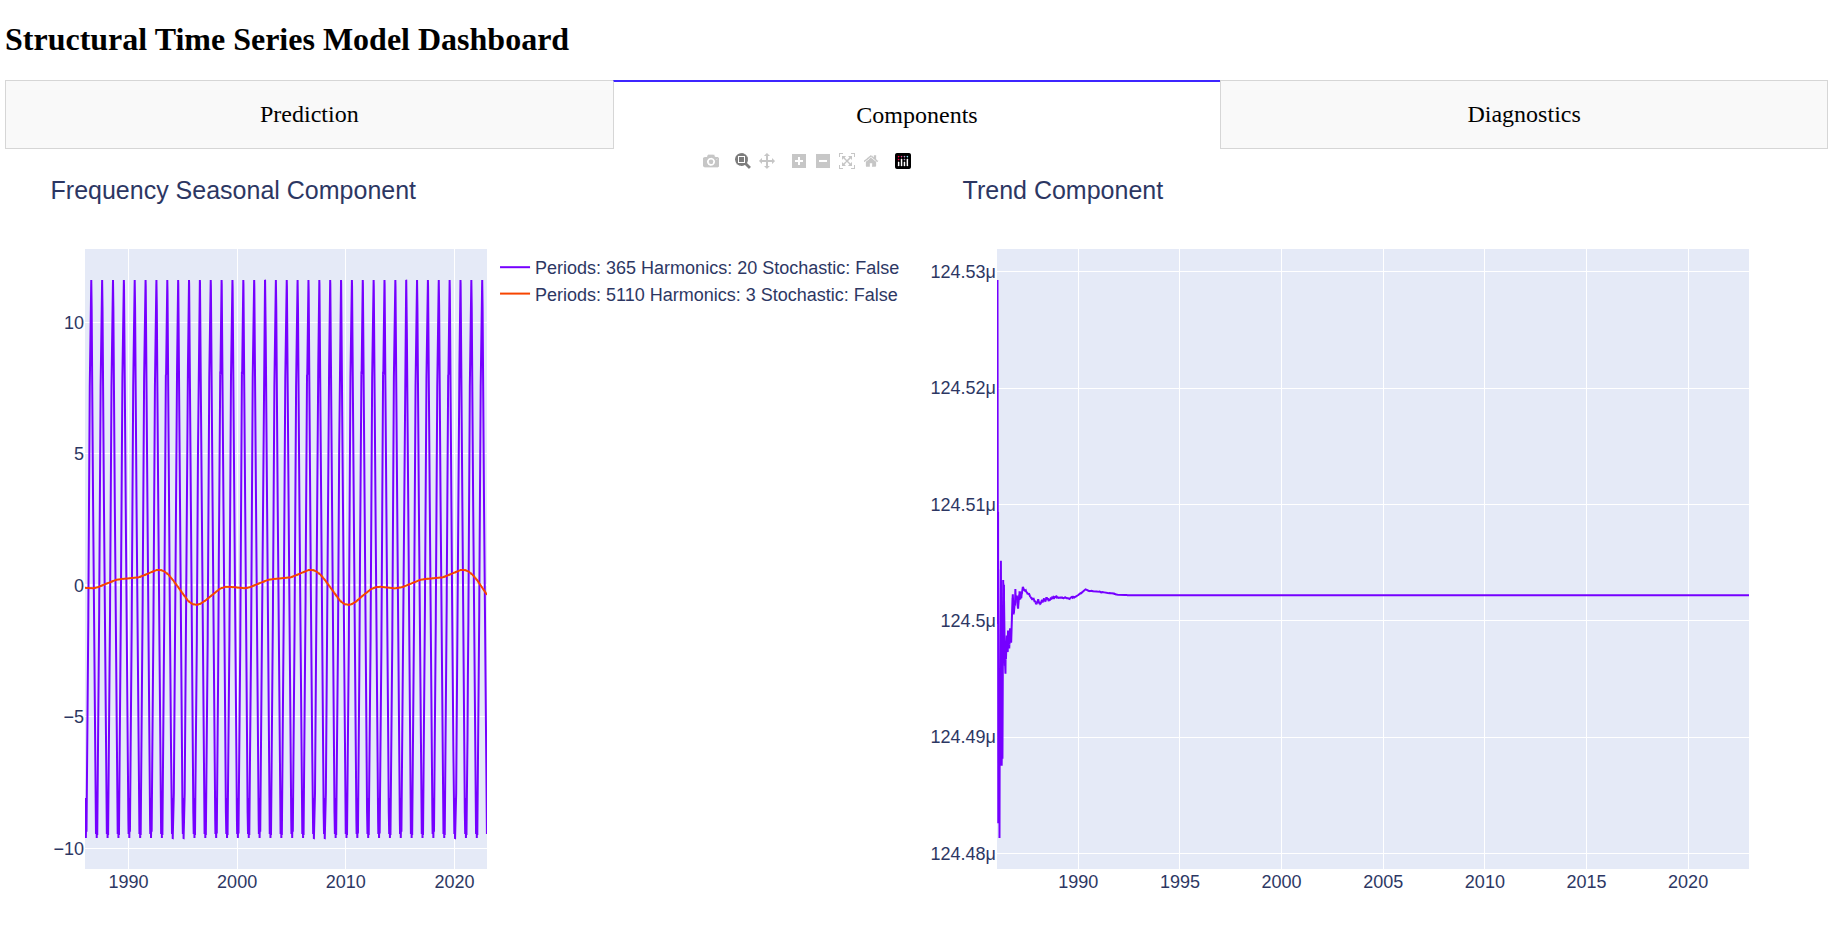 Structural Time Series Model Dashboard
Prediction
Components
Diagnostics
Frequency Seasonal Component
10
5
0
−5
−10
1990
2000
2010
2020
Periods: 365 Harmonics: 20 Stochastic: False
Periods: 5110 Harmonics: 3 Stochastic: False
Trend Component
124.53μ
124.52μ
124.51μ
124.5μ
124.49μ
124.48μ
1990
1995
2000
2005
2010
2015
2020